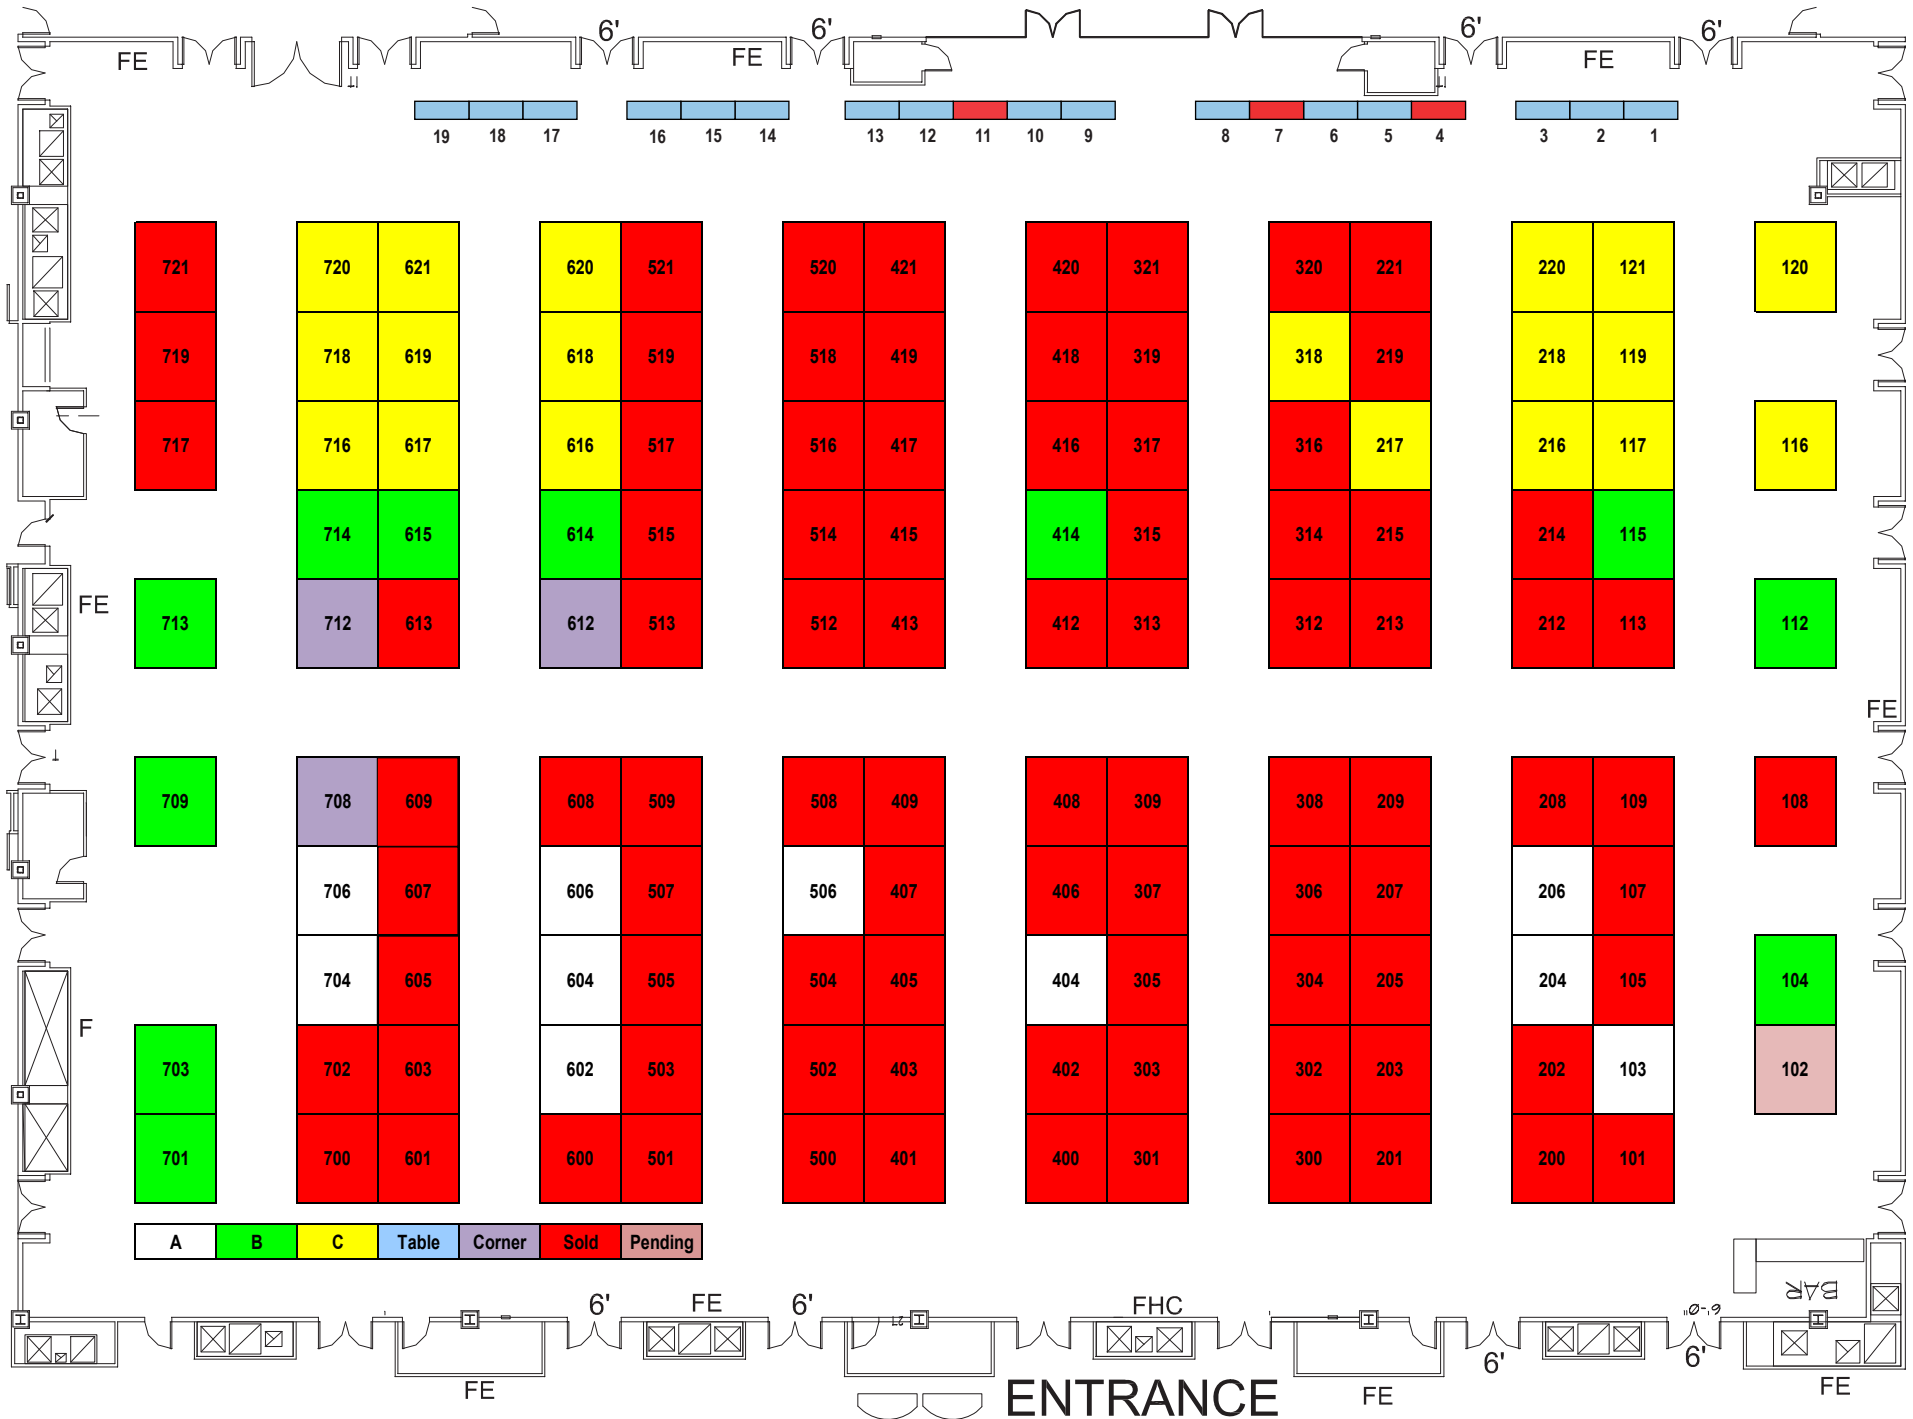 6' 6' 6' 6'
FE FE FE
19 18 17 16 15 14 13 12 11 10 9 8 7 6 5 4 3 2 1
721 720 621 620 521 520 421 420 321 320 221 220 121 120
719 718 619 618 519 518 419 418 319 318 219 218 119
717 716 617 616 517 516 417 416 317 316 217 216 117 116
714 615 614 515 514 415 414 315 314 215 214 115
FE
713 712 613 612 513 512 413 412 313 312 213 212 113 112
FE
709 708 609 608 509 508 409 408 309 308 209 208 109 108
706 607 606 507 506 407 406 307 306 207 206 107
704 605 604 505 504 405 404 305 304 205 204 105 104
F
703 702 603 602 503 502 403 402 303 302 203 202 103 102
701 700 601 600 501 500 401 400 301 300 201 200 101
A B C Table Corner Sold Pending
BAR
6' FE 6' FHC 6'-0"
6' 6'
FE FE FE
ENTRANCE